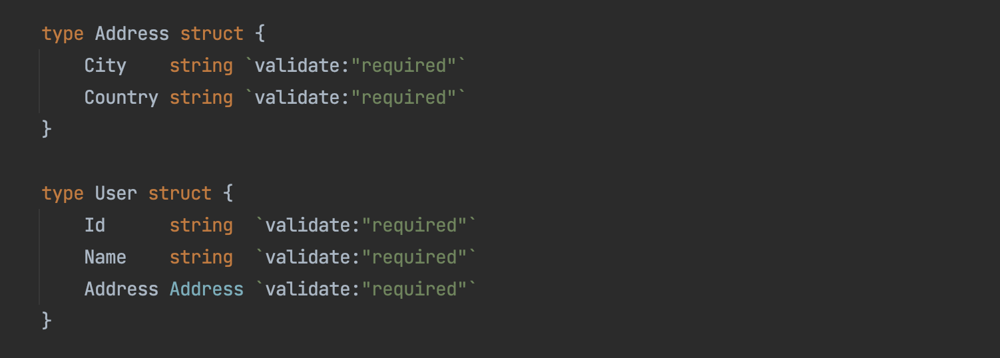 type Address struct {
    City    string `validate:"required"`
    Country string `validate:"required"`
}

type User struct {
    Id      string  `validate:"required"`
    Name    string  `validate:"required"`
    Address Address `validate:"required"`
}